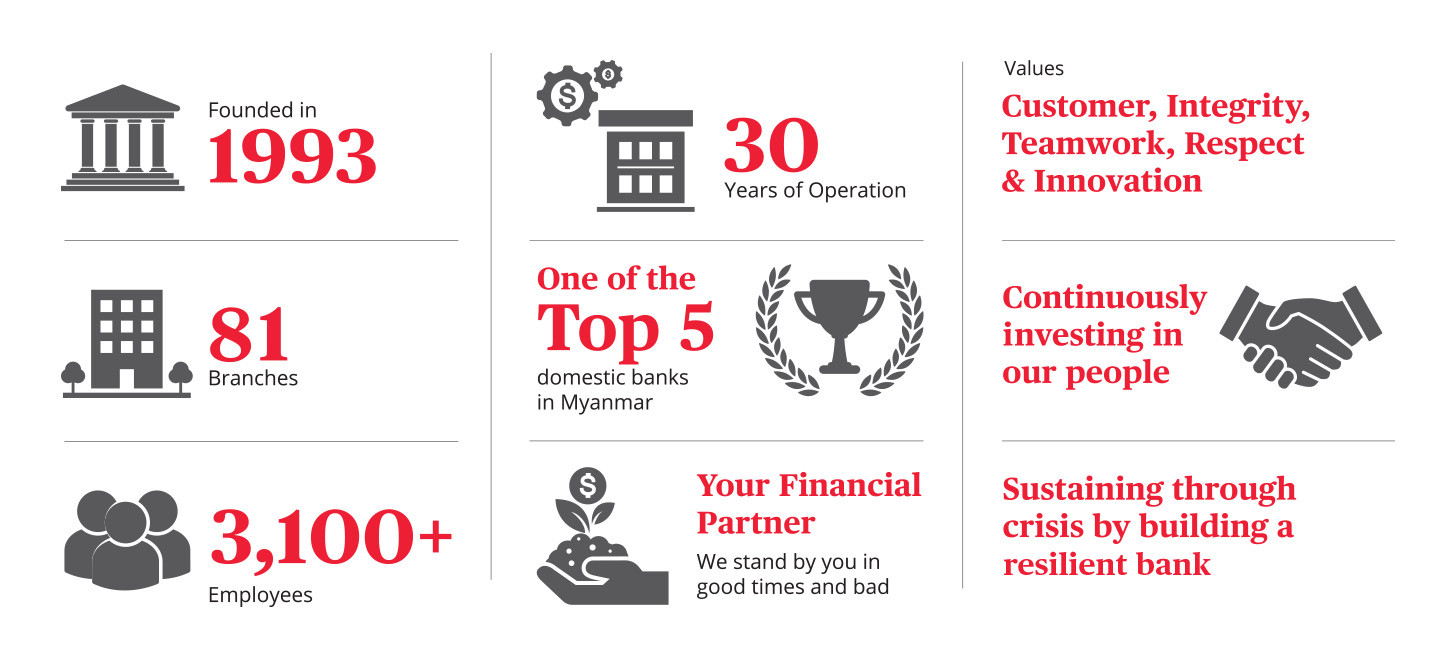 Founded in
1993
81
Branches
3,100+
Employees
30
Years of Operation
One of the
Top 5
domestic banks
in Myanmar
$
Your Financial
Partner
We stand by you in
good times and bad
Values
Customer, Integrity,
Teamwork, Respect
& Innovation
Continuously
investing in
our people
Sustaining through
crisis by building a
resilient bank